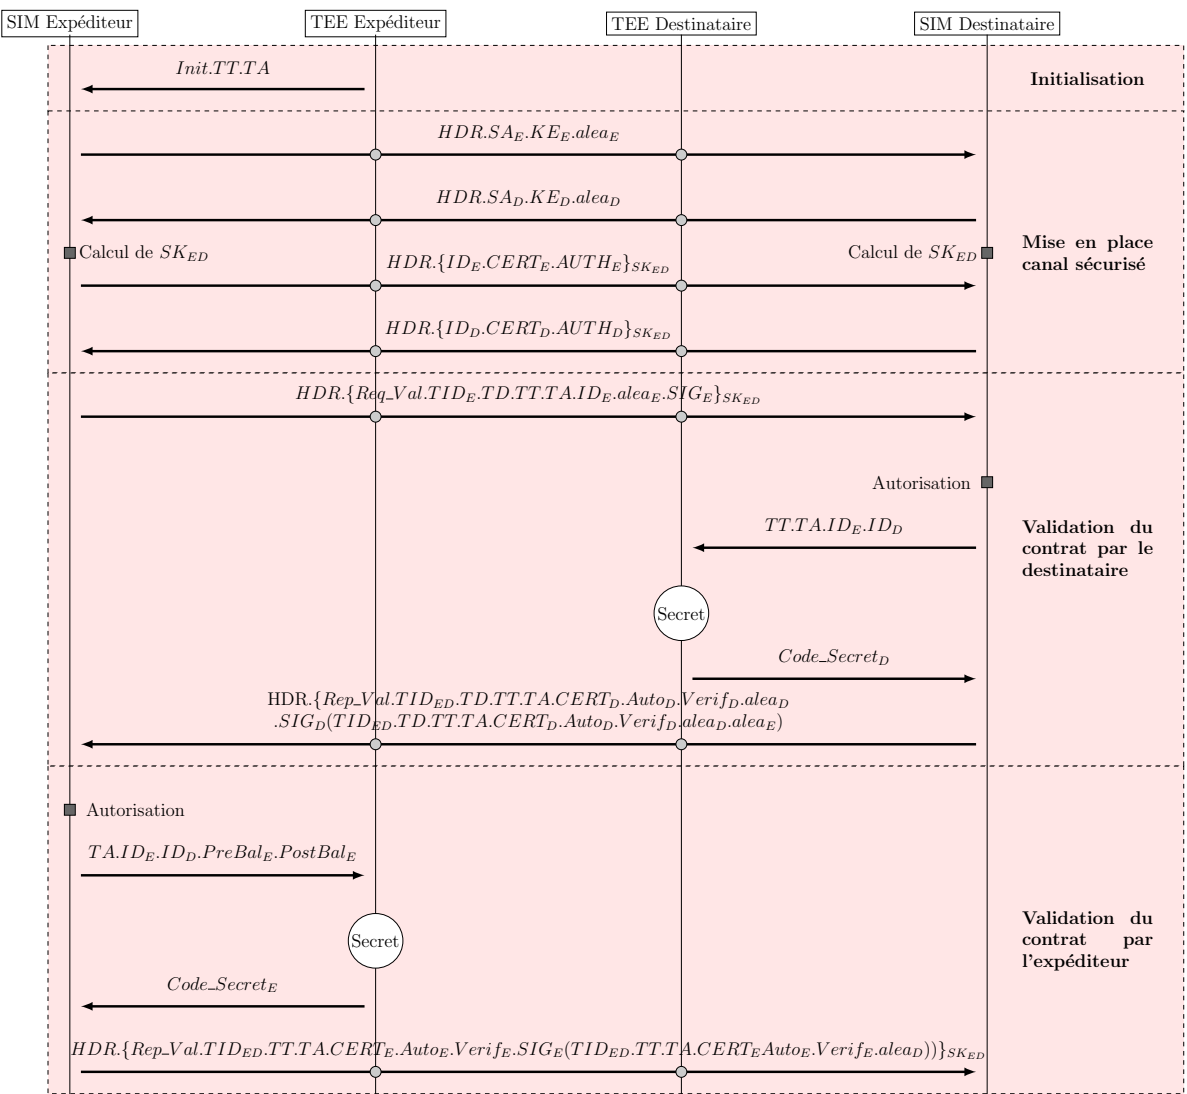 SIM Expéditeur TEE Expéditeur TEE Destinataire SIM Destinataire
Init.TT.TA
Initialisation
HDR.SA_E.KE_E.alea_E
HDR.SA_D.KE_D.alea_D
Calcul de SK_ED
Calcul de SK_ED
Mise en place
canal sécurisé
HDR.{ID_E.CERT_E.AUTH_E}_SK_ED
HDR.{ID_D.CERT_D.AUTH_D}_SK_ED
HDR.{Req_Val.TID_E.TD.TT.TA.ID_E.alea_E.SIG_E}_SK_ED
Autorisation
TT.TA.ID_E.ID_D
Validation du
contrat par le
destinataire
Secret
Code_Secret_D
HDR.{Rep_Val.TID_ED.TD.TT.TA.CERT_D.Auto_D.Verif_D.alea_D
.SIG_D(TID_ED.TD.TT.TA.CERT_D.Auto_D.Verif_D.alea_D.alea_E)
Autorisation
TA.ID_E.ID_D.PreBal_E.PostBal_E
Secret
Validation du
contrat par
l'expéditeur
Code_Secret_E
HDR.{Rep_Val.TID_ED.TT.TA.CERT_E.Auto_E.Verif_E.SIG_E(TID_ED.TT.TA.CERT_EAuto_E.Verif_E.alea_D))}_SK_ED